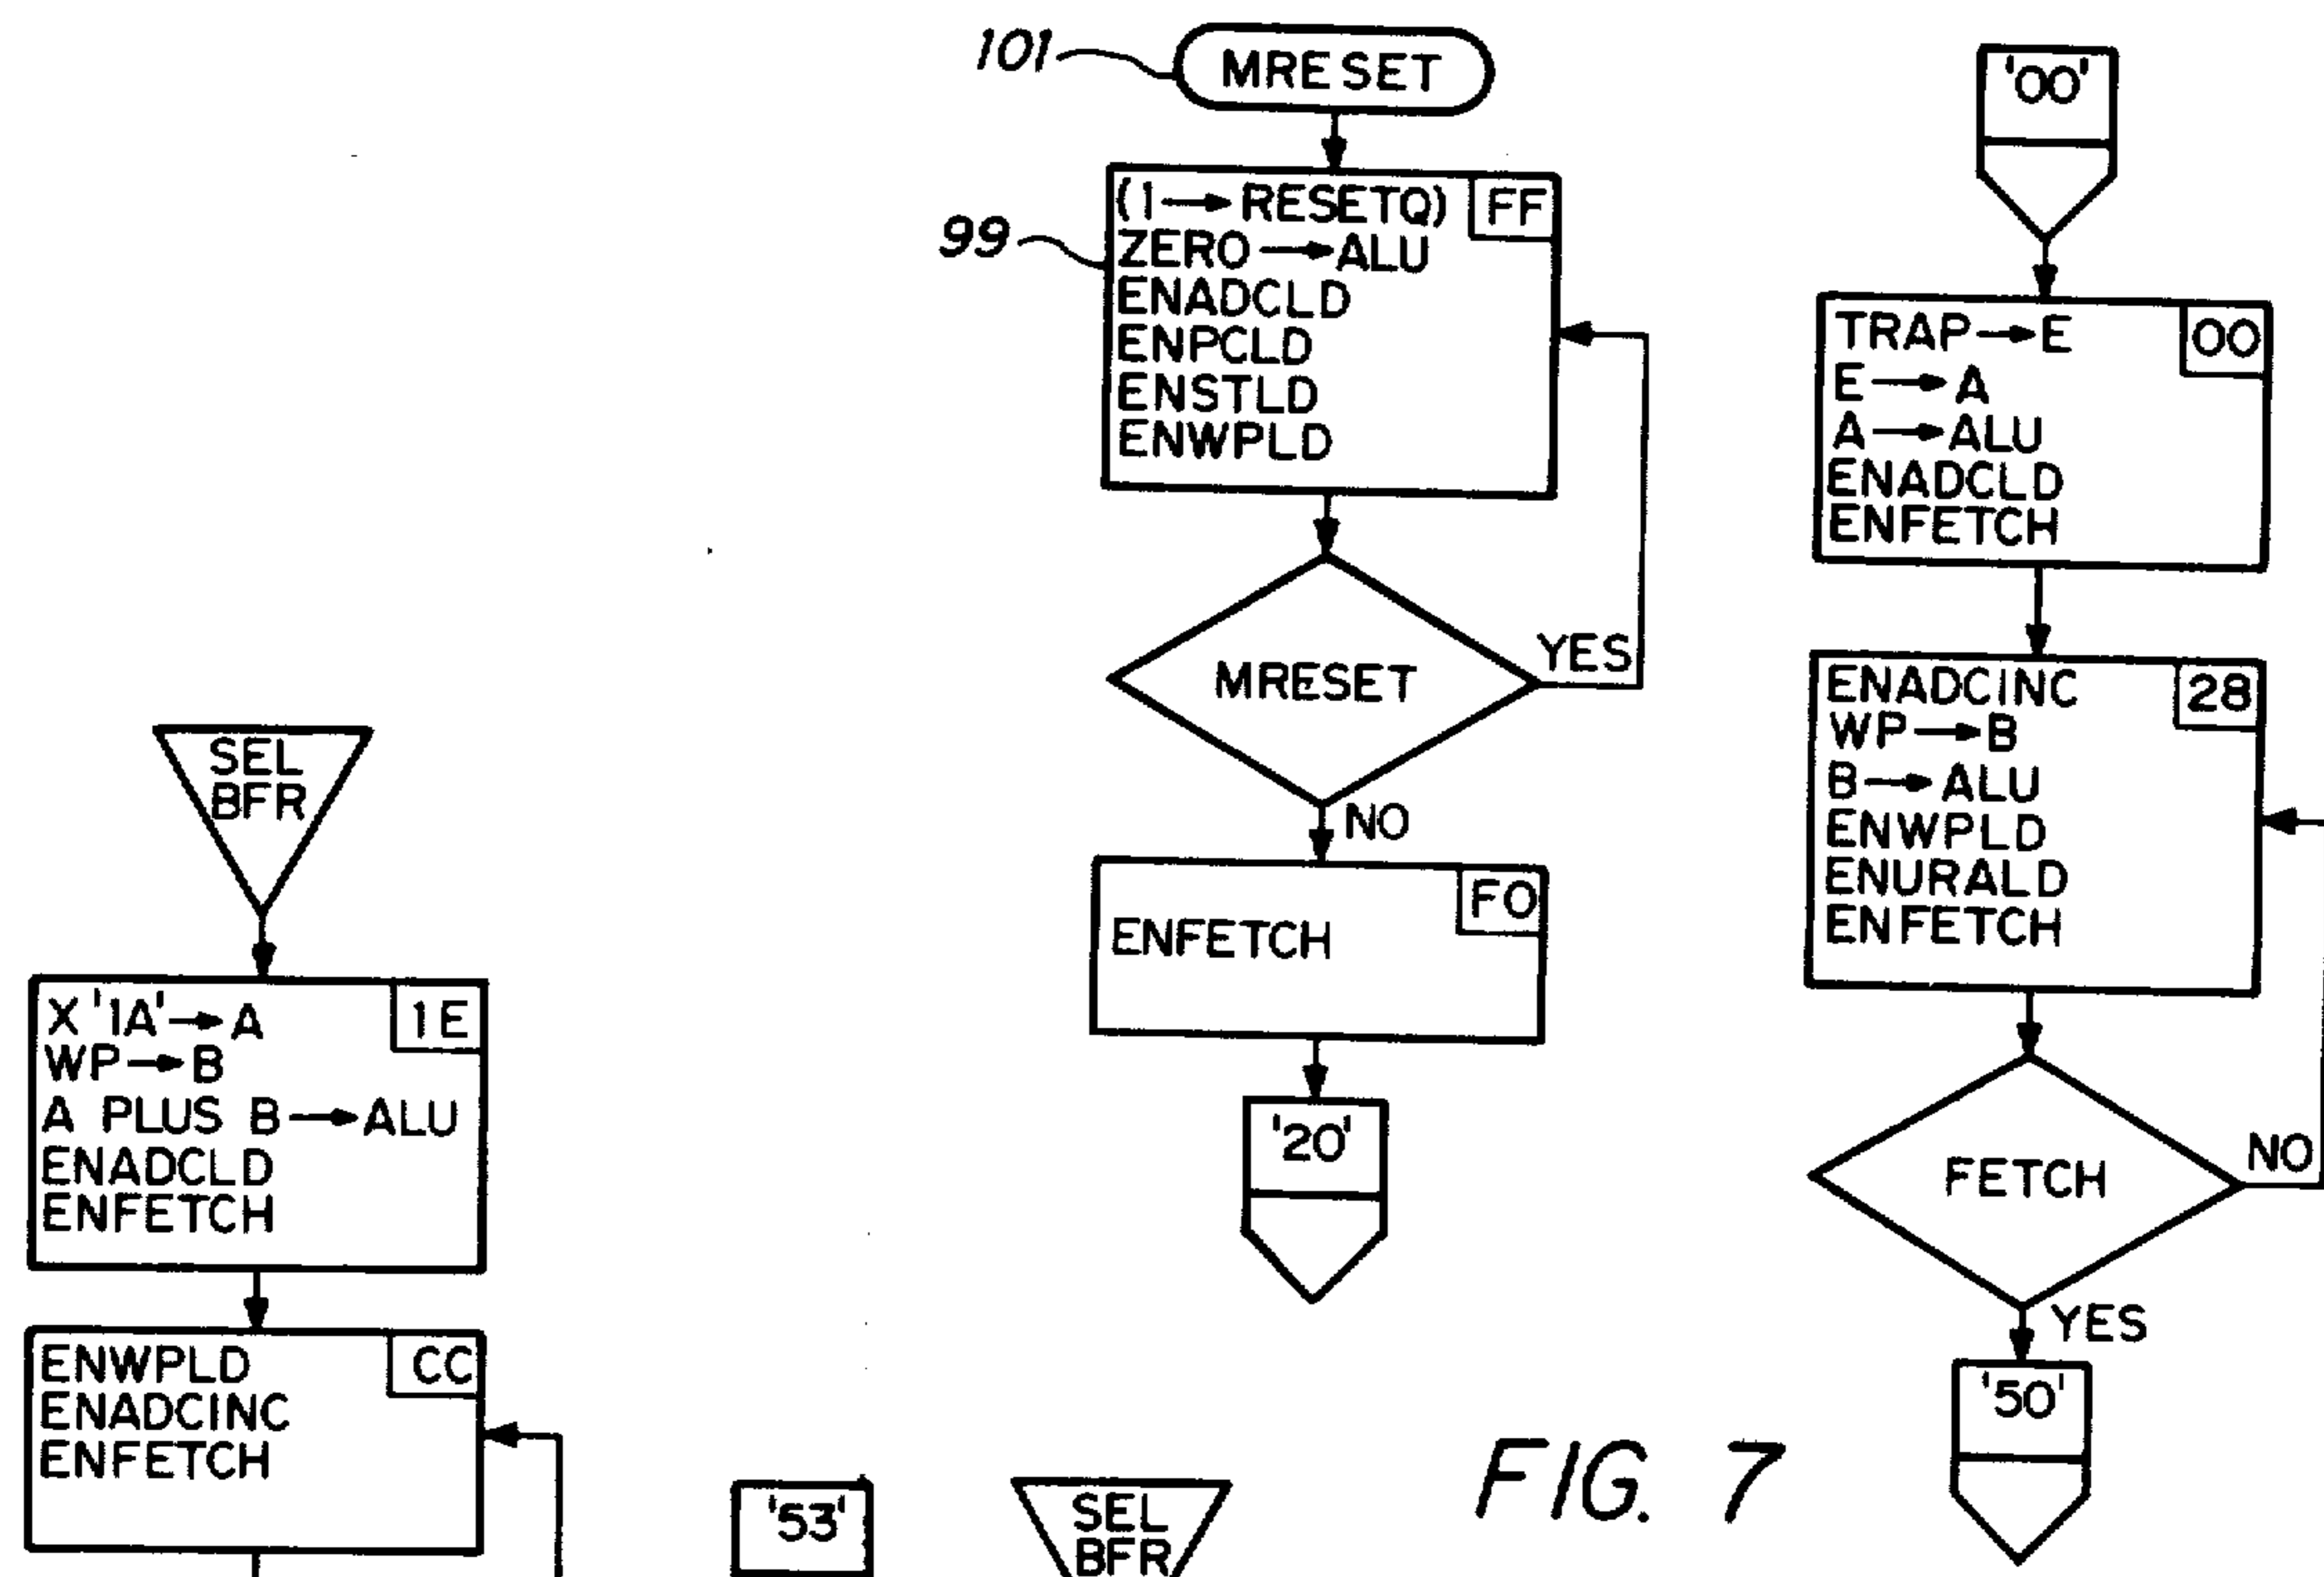 101
MRESET
99
(1→RESETQ)
FF
ZERO→ALU
ENADCLD
ENPCLD
ENSTLD
ENWPLD
MRESET
YES
NO
F0
ENFETCH
'20'
'00'
TRAP→E
00
E→A
A→ALU
ENADCLD
ENFETCH
ENADCINC
28
WP→B
B→ALU
ENWPLD
ENURALD
ENFETCH
FETCH
NO
YES
'50'
SEL
BFR
X'1A'→A
1E
WP→B
A PLUS B→ALU
ENADCLD
ENFETCH
ENWPLD
CC
ENADCINC
ENFETCH
'53'
SEL
BFR
FIG. 7